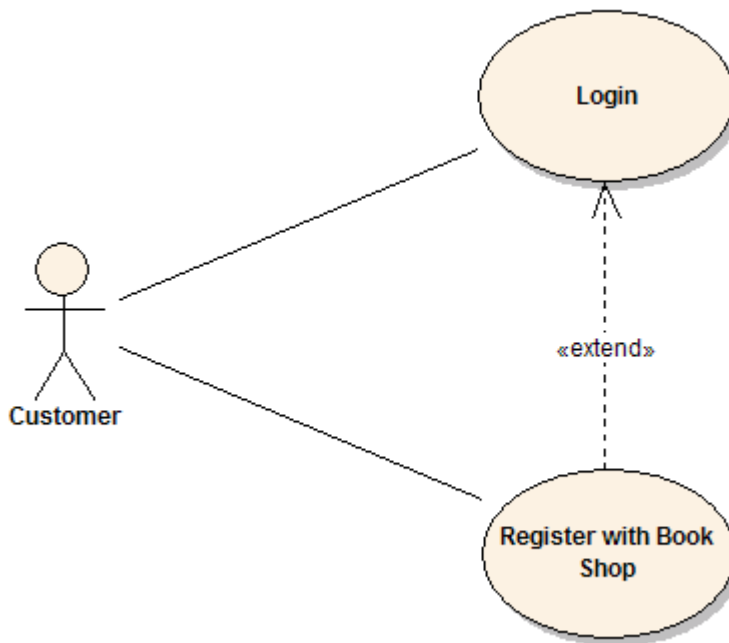 Login
«extend»
Customer
Register with Book
Shop